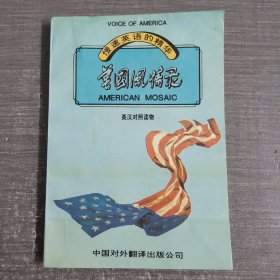 VOICE OF AMERICA
慢速英语的精华
美国风情录
AMERICAN MOSAIC
英汉对照读物
中国对外翻译出版公司